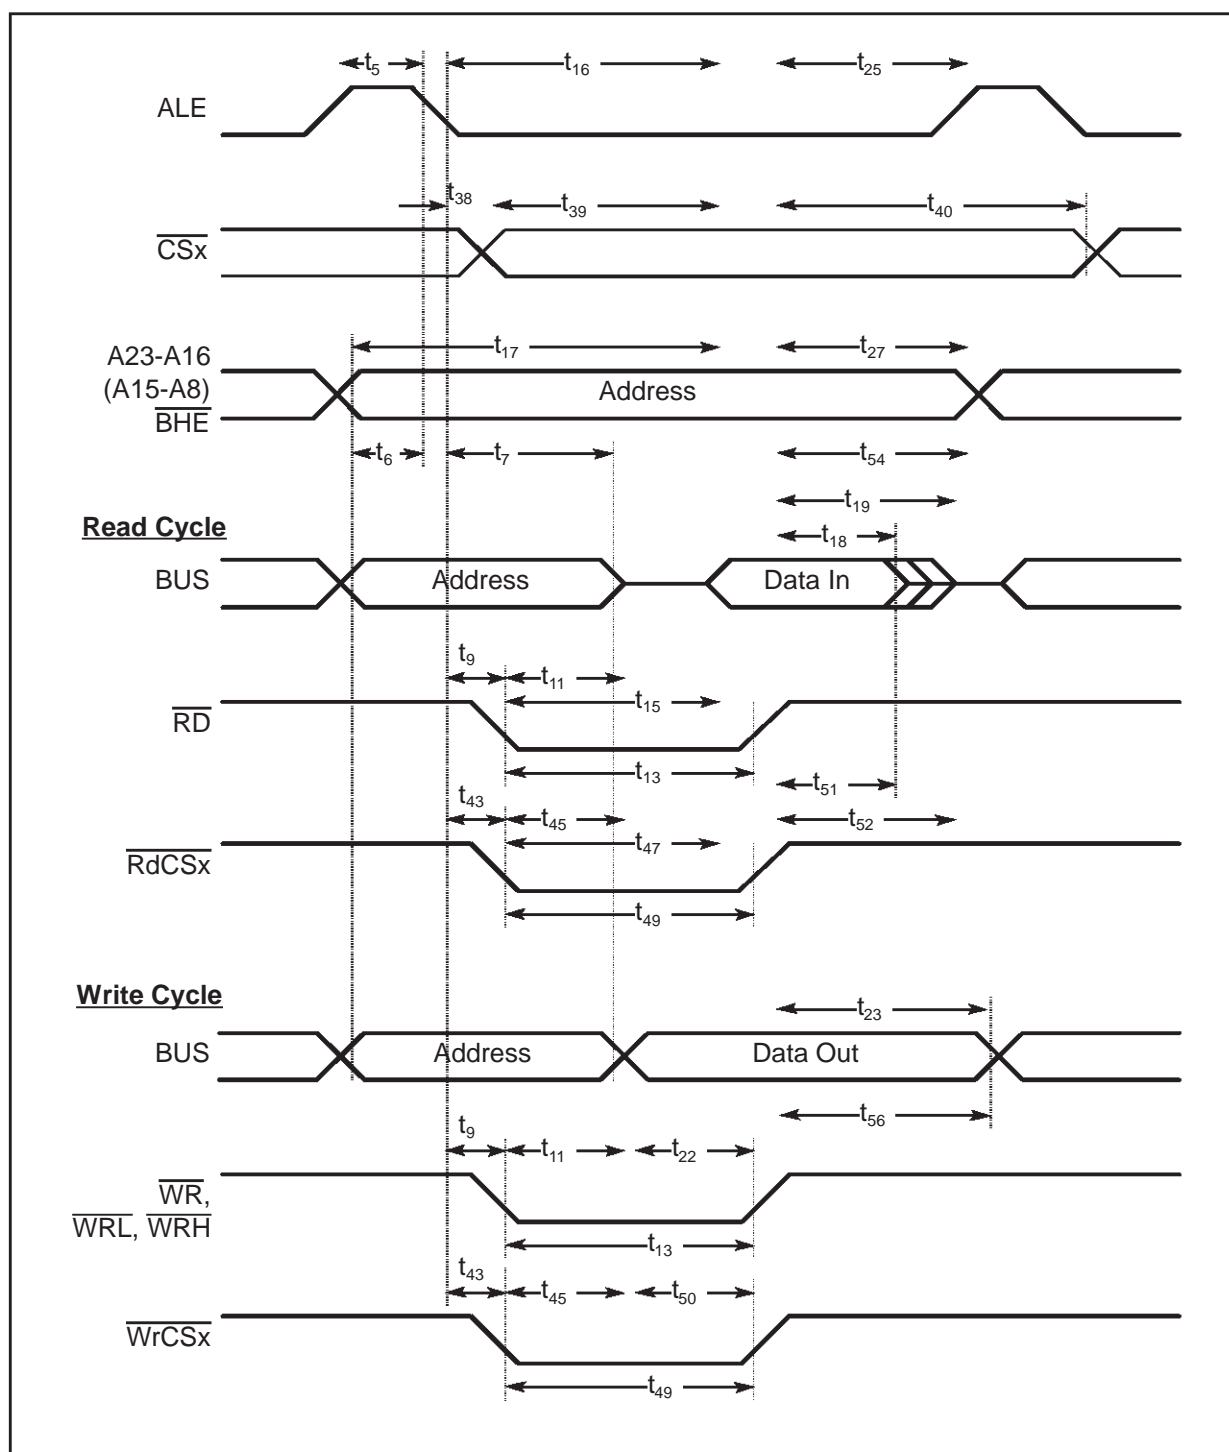 t5 t16 t25
ALE
t38 t39 t40
CSx
t17 t27
A23-A16
(A15-A8)
BHE
Address
t6 t7 t54
t19
Read Cycle
t18
BUS Address Data In
t9 t11
t15
RD
t13 t51
t43 t45 t52
t47
RdCSx
t49
Write Cycle
t23
BUS Address Data Out
t56
t9 t11 t22
WR,
WRL, WRH
t13
t43 t45 t50
WrCSx
t49